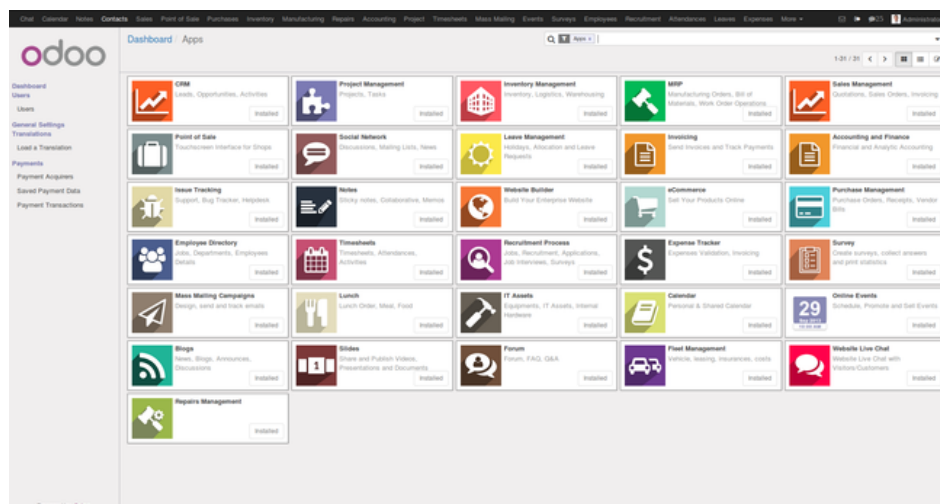 Chat Calendar Notes Contacts Sales Point of Sale Purchases Inventory Manufacturing Repairs Accounting Project Timesheets Mass Mailing Events Surveys Employees Recruitment Attendances Leaves Expenses More Administrator
odoo
Dashboard / Apps
Apps x
1-31 / 31
Dashboard
Users
Users
General Settings
Translations
Load a Translation
Payments
Payment Acquirers
Saved Payment Data
Payment Transactions
CRM
Leads, Opportunities, Activities
Installed
Project Management
Projects, Tasks
Installed
Inventory Management
Inventory, Logistics, Warehousing
Installed
MRP
Manufacturing Orders, Bill of
Materials, Work Order Operations
Installed
Sales Management
Quotations, Sales Orders, Invoicing
Installed
Point of Sale
Touchscreen Interface for Shops
Installed
Social Network
Discussions, Mailing Lists, News
Installed
Leave Management
Holidays, Allocation and Leave
Requests
Installed
Invoicing
Send Invoices and Track Payments
Installed
Accounting and Finance
Financial and Analytic Accounting
Installed
Issue Tracking
Support, Bug Tracker, Helpdesk
Installed
Notes
Sticky notes, Collaborative, Memos
Installed
Website Builder
Build Your Enterprise Website
Installed
eCommerce
Sell Your Products Online
Installed
Purchase Management
Purchase Orders, Receipts, Vendor
Bills
Installed
Employee Directory
Jobs, Departments, Employees
Details
Installed
Timesheets
Timesheets, Attendances,
Activities
Installed
Recruitment Process
Jobs, Recruitment, Applications,
Job Interviews, Surveys
Installed
Expense Tracker
Expenses Validation, Invoicing
Installed
Survey
Create surveys, collect answers
and print statistics
Installed
Mass Mailing Campaigns
Design, send and track emails
Installed
Lunch
Lunch Order, Meal, Food
Installed
IT Assets
Equipments, IT Assets, Internal
Hardware
Installed
Calendar
Personal & Shared Calendar
Installed
29
Online Events
Schedule, Promote and Sell Events
Installed
Blogs
News, Blogs, Announces,
Discussions
Installed
1
Slides
Share and Publish Videos,
Presentations and Documents
Installed
Forum
Forum, FAQ, Q&A
Installed
Fleet Management
Vehicle, leasing, insurances, costs
Installed
Website Live Chat
Website Live Chat with
Visitors/Customers
Installed
Repairs Management
Installed